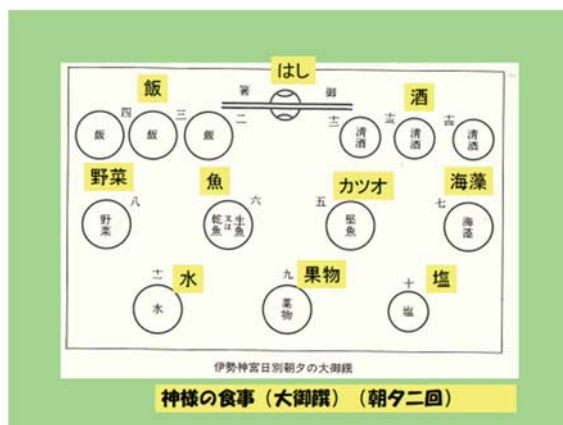 はし
飯
箸
御
酒
四
三
二
十二
十三
十四
飯
飯
飯
清酒
清酒
清酒
野菜
魚
カツオ
海藻
八
六
五
七
野菜
乾魚又は生魚
堅魚
海藻
水
九
果物
十
塩
十一
水
菓物
塩
伊勢神宮日別朝夕の大御饌
神様の食事（大御饌）（朝夕二回）